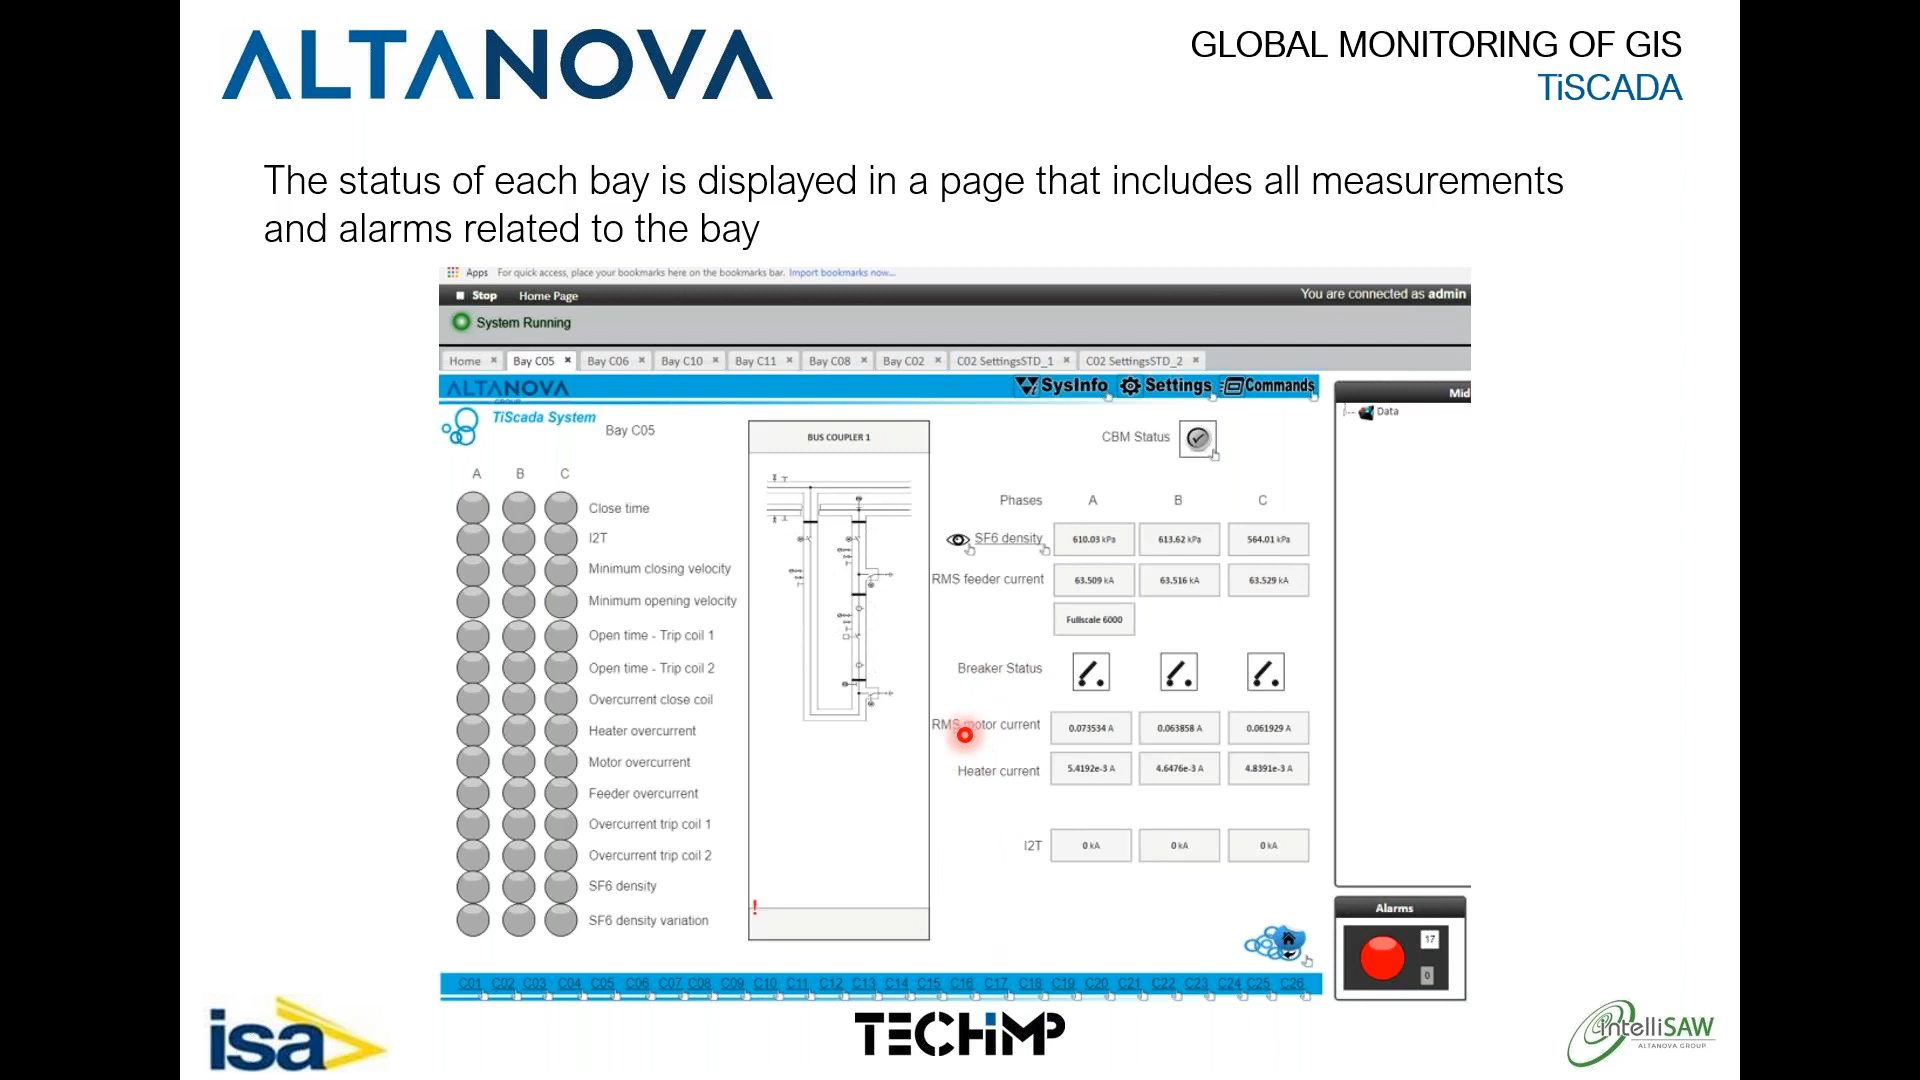 ALTANOVA
GLOBAL MONITORING OF GIS
TiSCADA
The status of each bay is displayed in a page that includes all measurements
and alarms related to the bay
Apps For quick access, place your bookmarks here on the bookmarks bar. Import bookmarks now...
Stop Home Page You are connected as admin
System Running
Home Bay C05 Bay C06 Bay C10 Bay C11 Bay C08 Bay C02 C02 SettingsSTD_1 C02 SettingsSTD_2
ALTANOVA SysInfo Settings Commands
GROUP
Mid
Data
TiScada System
Bay C05
BUS COUPLER 1
CBM Status
A B C
Close time
I2T
Minimum closing velocity
Minimum opening velocity
Open time - Trip coil 1
Open time - Trip coil 2
Overcurrent close coil
Heater overcurrent
Motor overcurrent
Feeder overcurrent
Overcurrent trip coil 1
Overcurrent trip coil 2
SF6 density
SF6 density variation
!
Phases A B C
SF6 density 610.03 kPa 613.62 kPa 564.01 kPa
RMS feeder current 63.509 kA 63.516 kA 63.529 kA
Fullscale 6000
Breaker Status
RMS motor current 0.073534 A 0.063858 A 0.061929 A
Heater current 5.4192e-3 A 4.6476e-3 A 4.8391e-3 A
I2T 0 kA 0 kA 0 kA
Alarms
17
0
C01 C02 C03 C04 C05 C06 C07 C08 C09 C10 C11 C12 C13 C14 C15 C16 C17 C18 C19 C20 C21 C22 C23 C24 C25 C26
isa
TECHIMP
intelliSAW
ALTANOVA GROUP